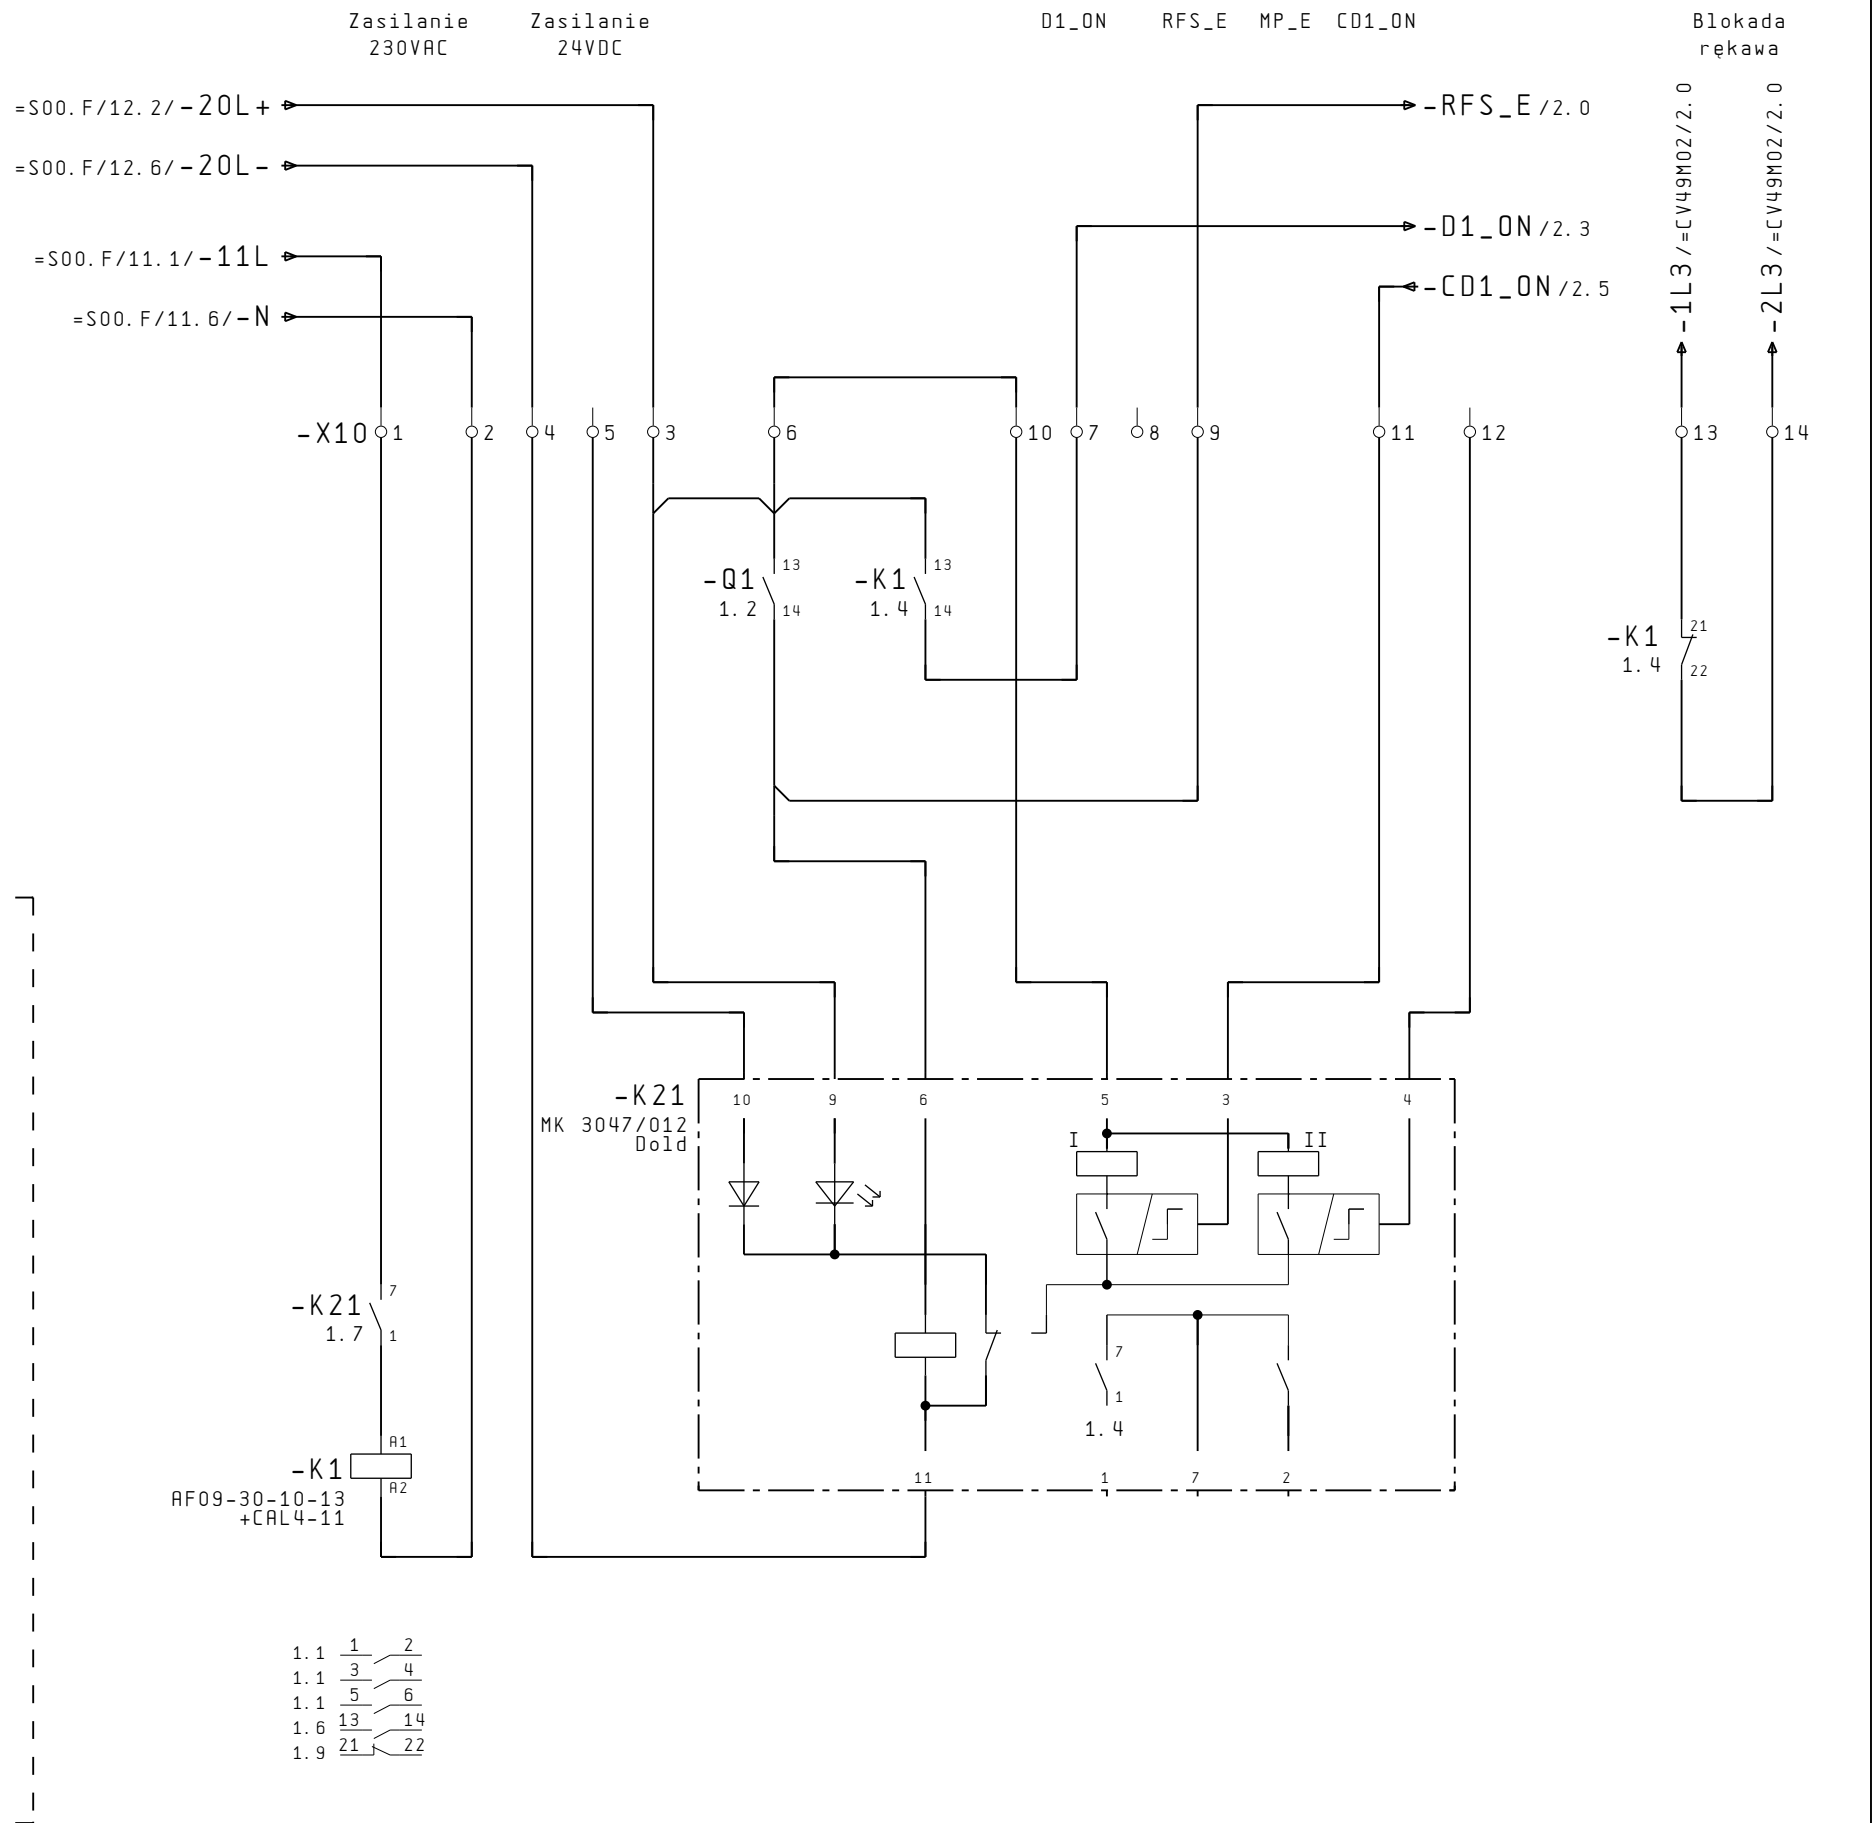 Zasilanie
230VAC
Zasilanie
24VDC
D1_ON
RFS_E
MP_E
CD1_ON
Blokada
rękawa
=S00.F/12.2/-20L+
=S00.F/12.6/-20L-
=S00.F/11.1/-11L
=S00.F/11.6/-N
-RFS_E/2.0
-D1_ON/2.3
-CD1_ON/2.5
-1L3/=CV49M02/2.0
-2L3/=CV49M02/2.0
-X10 1 2 4 5 3 6 10 7 8 9 11 12 13 14
-Q1
1.2
13
14
-K1
1.4
13
14
-K1
1.4
21
22
-K21
MK 3047/012
Dold
10 9 6 5 3 4
I
II
7
1
1.4
11 1 7 2
-K21
1.7
7
1
-K1
AF09-30-10-13
+CAL4-11
A1
A2
1.1 1 2
1.1 3 4
1.1 5 6
1.6 13 14
1.9 21 22